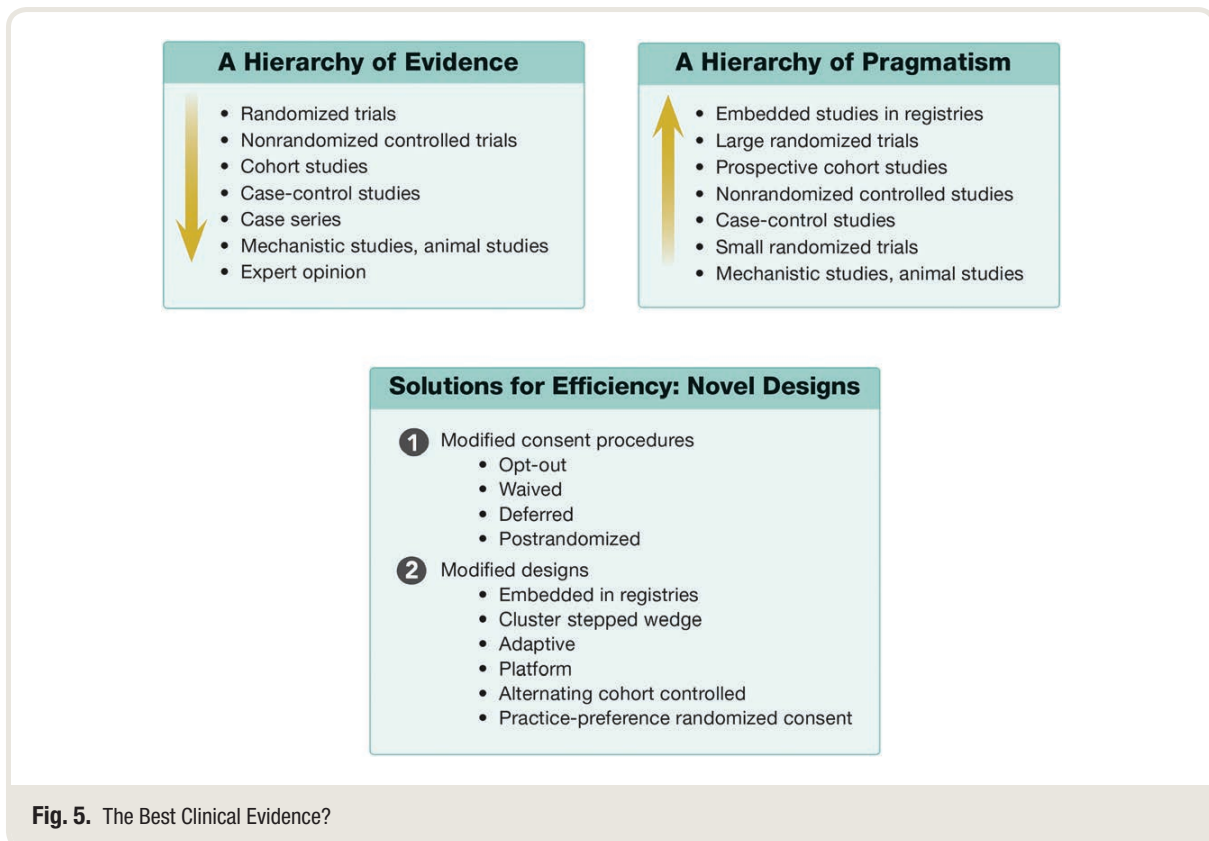 A Hierarchy of Evidence
• Randomized trials
• Nonrandomized controlled trials
• Cohort studies
• Case-control studies
• Case series
• Mechanistic studies, animal studies
• Expert opinion
A Hierarchy of Pragmatism
• Embedded studies in registries
• Large randomized trials
• Prospective cohort studies
• Nonrandomized controlled studies
• Case-control studies
• Small randomized trials
• Mechanistic studies, animal studies
Solutions for Efficiency: Novel Designs
1 Modified consent procedures
• Opt-out
• Waived
• Deferred
• Postrandomized
2 Modified designs
• Embedded in registries
• Cluster stepped wedge
• Adaptive
• Platform
• Alternating cohort controlled
• Practice-preference randomized consent
Fig. 5. The Best Clinical Evidence?